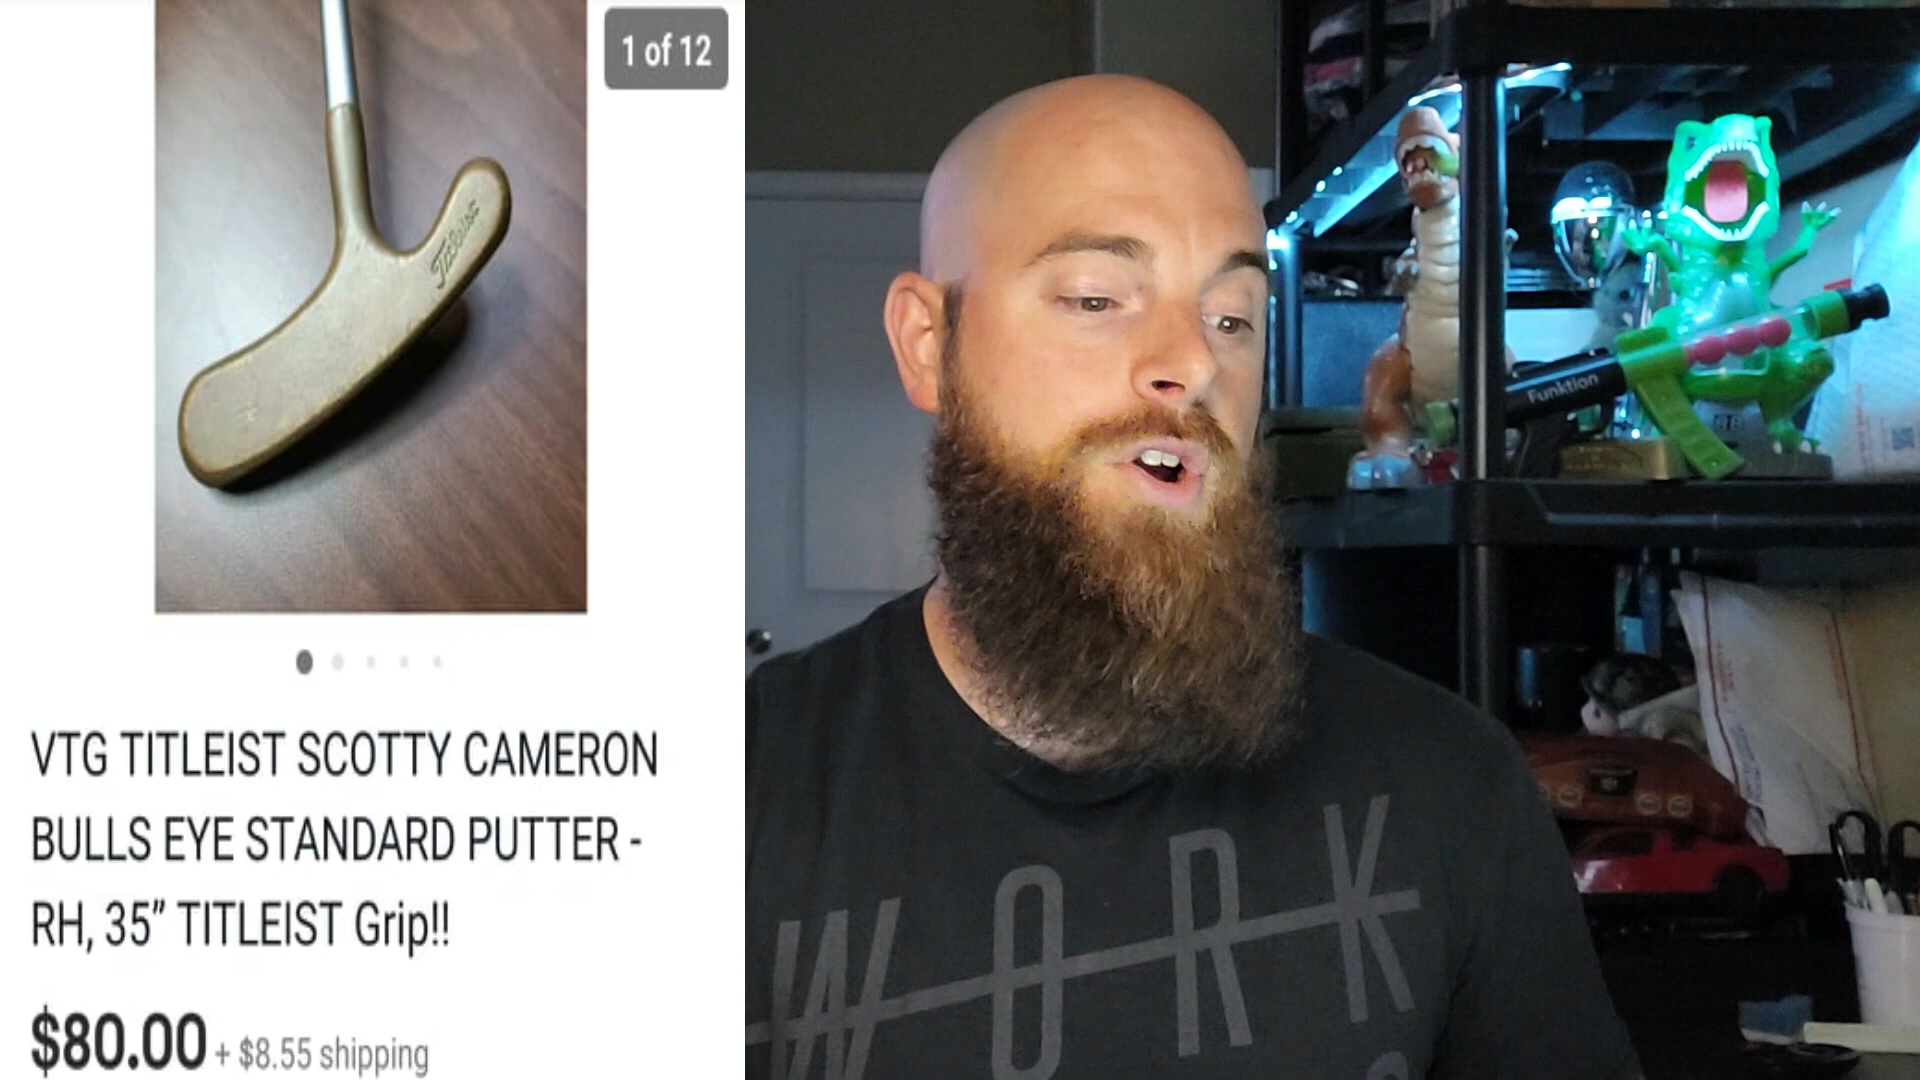 1 of 12
Titleist
VTG TITLEIST SCOTTY CAMERON
BULLS EYE STANDARD PUTTER -
RH, 35” TITLEIST Grip!!
$80.00 + $8.55 shipping
Funktion
WORK